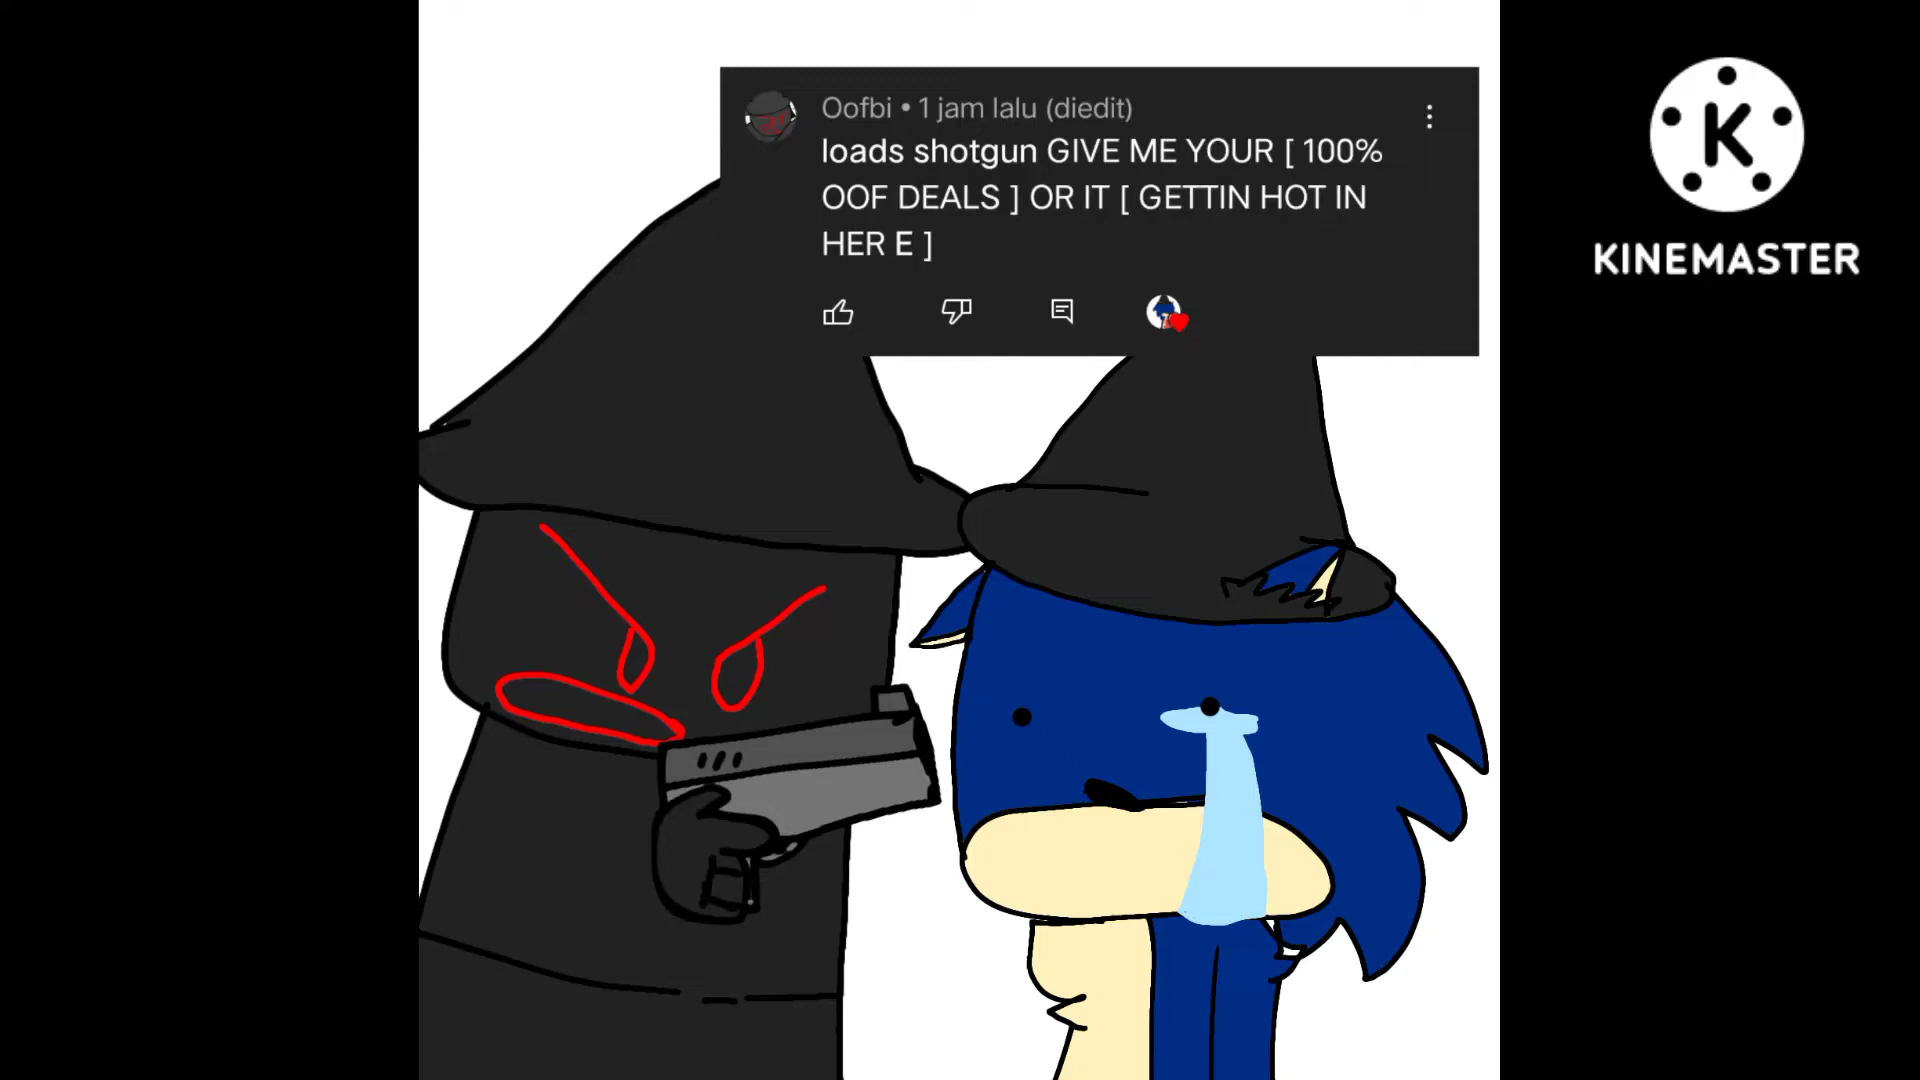 Oofbi • 1 jam lalu (diedit)
loads shotgun GIVE ME YOUR [ 100%
OOF DEALS ] OR IT [ GETTIN HOT IN
HER E ]
K
KINEMASTER